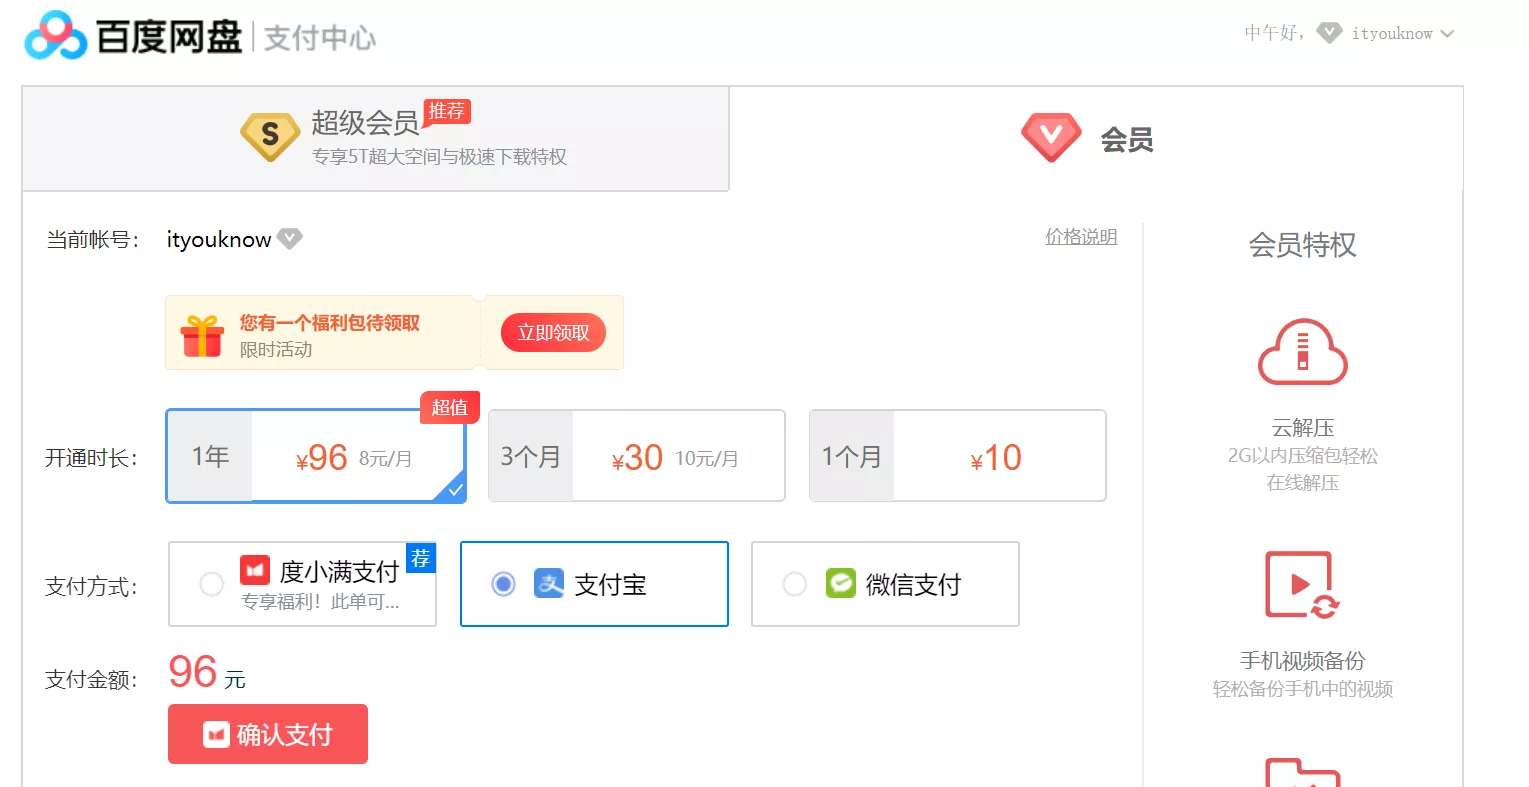 百度网盘 支付中心
中午好， ityouknow
超级会员 推荐
专享5T超大空间与极速下载特权
会员
当前帐号： ityouknow
价格说明
会员特权
您有一个福利包待领取
限时活动
立即领取
超值
开通时长： 1年 ¥96 8元/月 3个月 ¥30 10元/月 1个月 ¥10
云解压
2G以内压缩包轻松
在线解压
支付方式： 度小满支付 荐 支付宝 微信支付
专享福利！此单可...
手机视频备份
轻松备份手机中的视频
支付金额： 96 元
确认支付